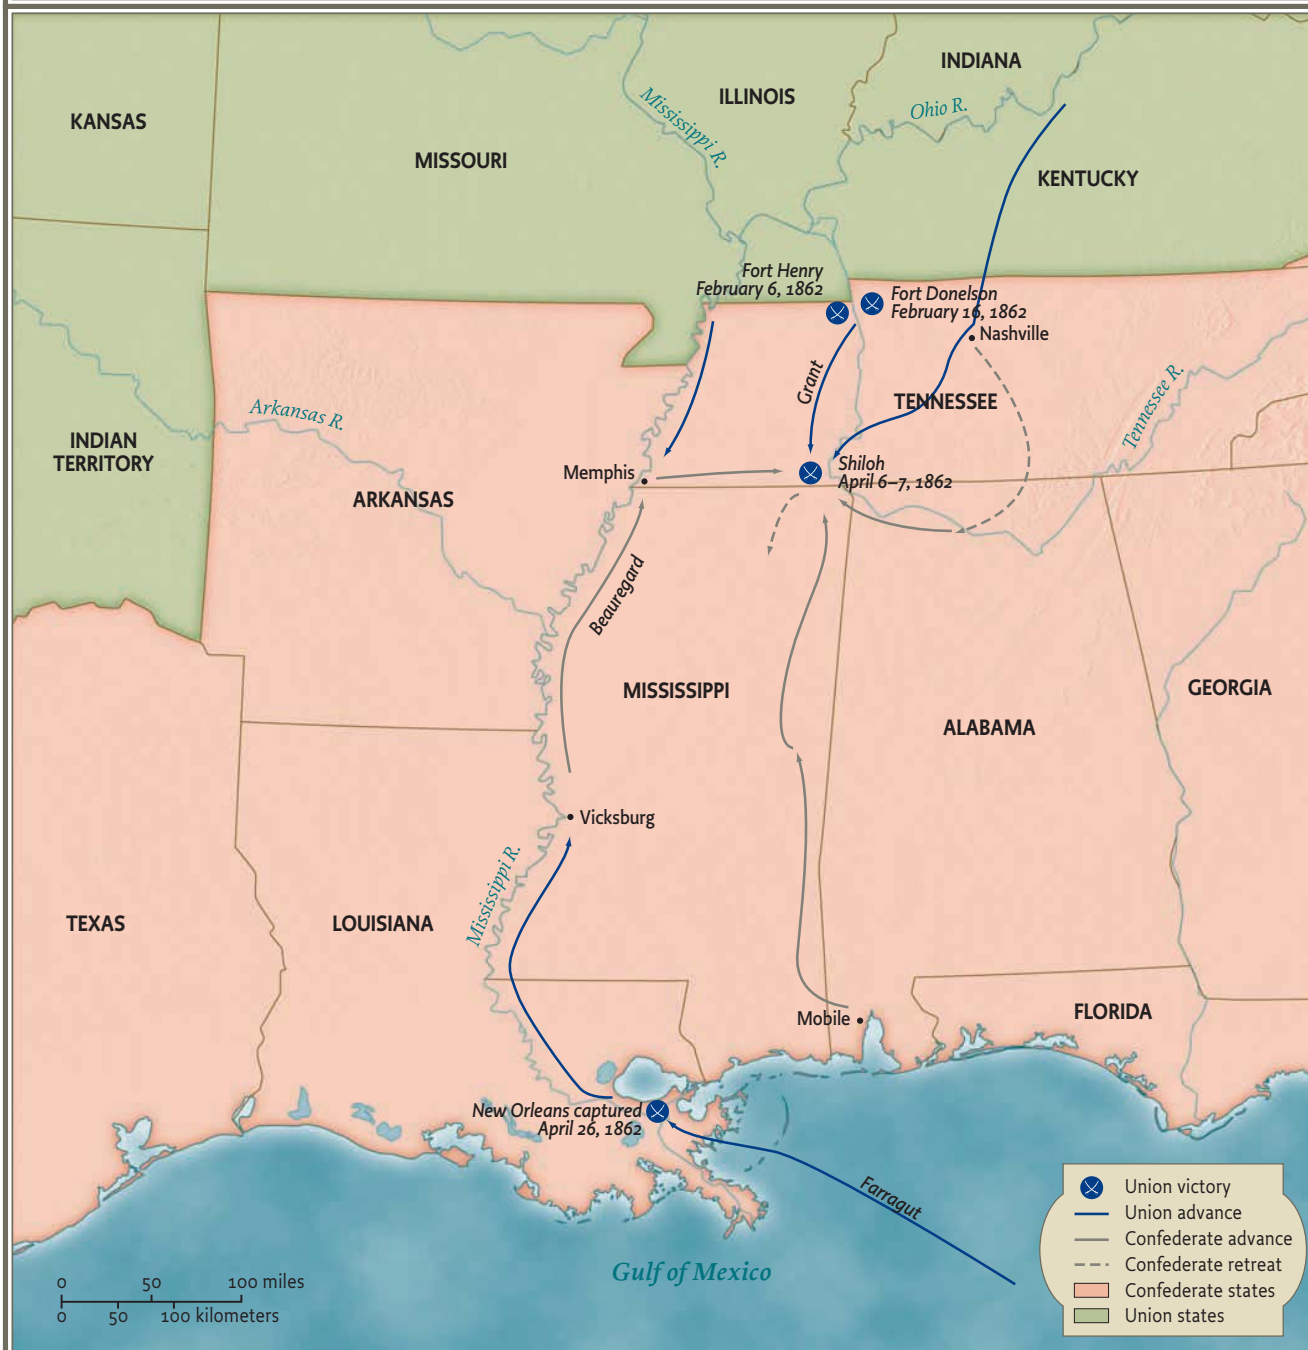 INDIANA
ILLINOIS
Mississippi R.
Ohio R.
KANSAS
MISSOURI
KENTUCKY
Fort Henry
February 6, 1862
Fort Donelson
February 16, 1862
Nashville
Grant
TENNESSEE
Tennessee R.
Arkansas R.
INDIAN
TERRITORY
Memphis
Shiloh
April 6–7, 1862
ARKANSAS
Beauregard
MISSISSIPPI
GEORGIA
ALABAMA
Vicksburg
Mississippi R.
TEXAS
LOUISIANA
Mobile
FLORIDA
New Orleans captured
April 26, 1862
Farragut
Gulf of Mexico
0 50 100 miles
0 50 100 kilometers
Union victory
Union advance
Confederate advance
Confederate retreat
Confederate states
Union states